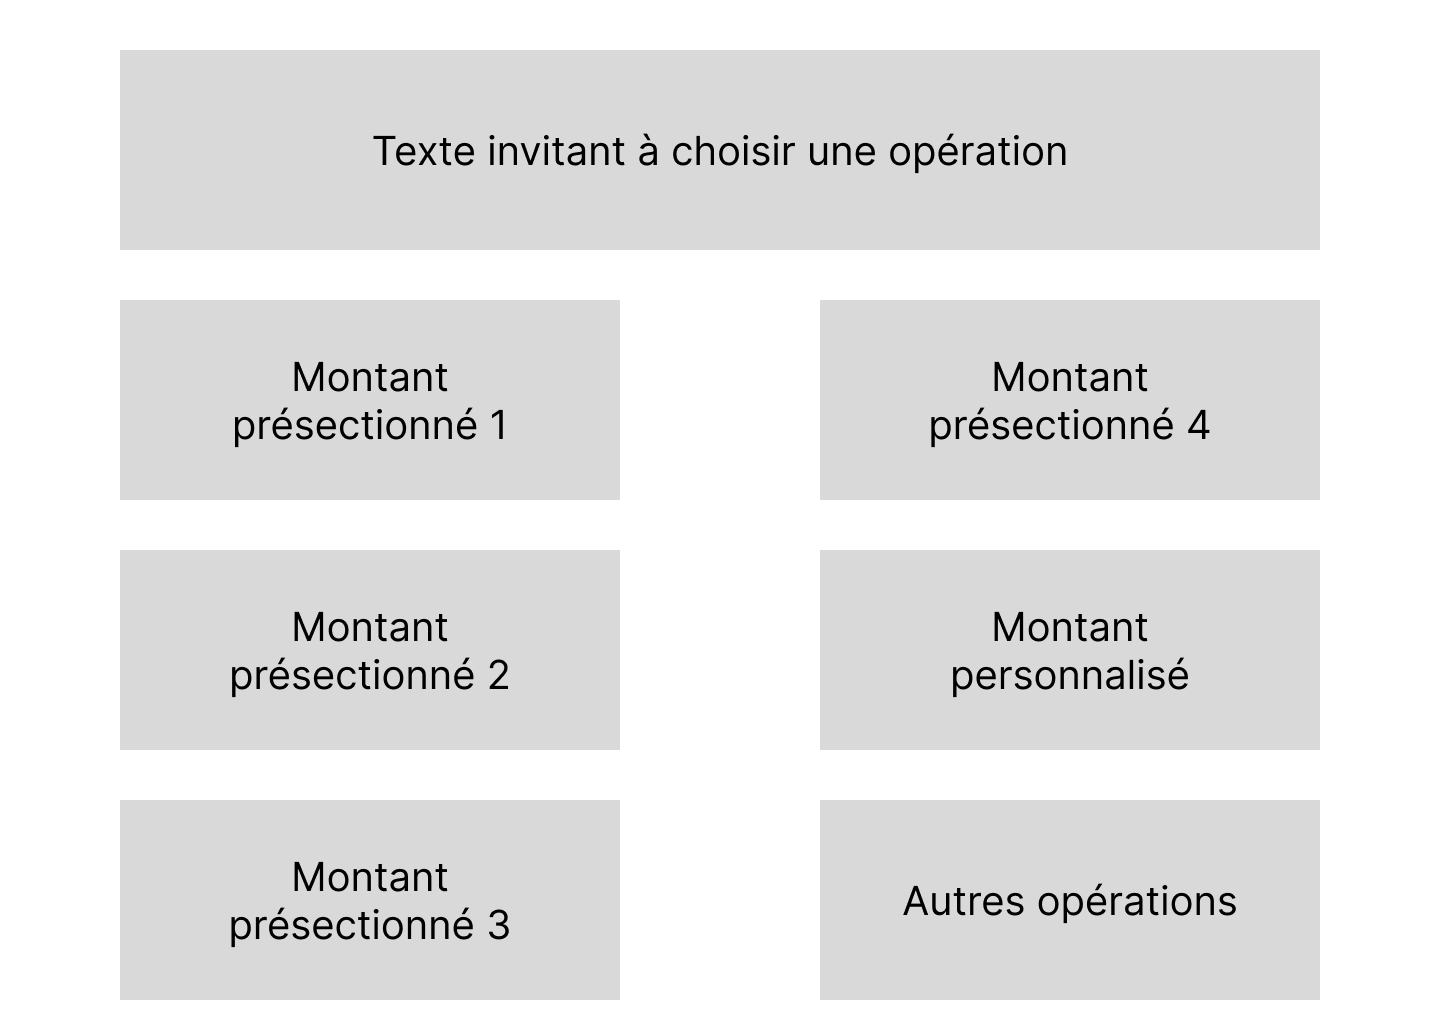 Texte invitant à choisir une opération
Montant
présectionné 1
Montant
présectionné 4
Montant
présectionné 2
Montant
personnalisé
Montant
présectionné 3
Autres opérations